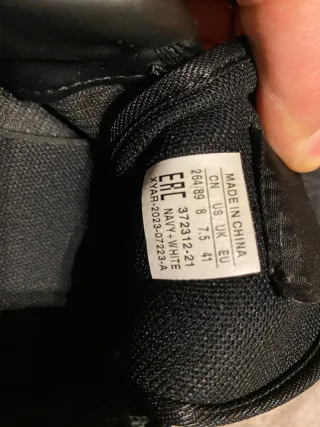 MADE IN CHINA
CN US UK EU
264/89 8 7.5 41
EAC 372312-21
NAVY+WHITE
XYAR-2023-07223-A